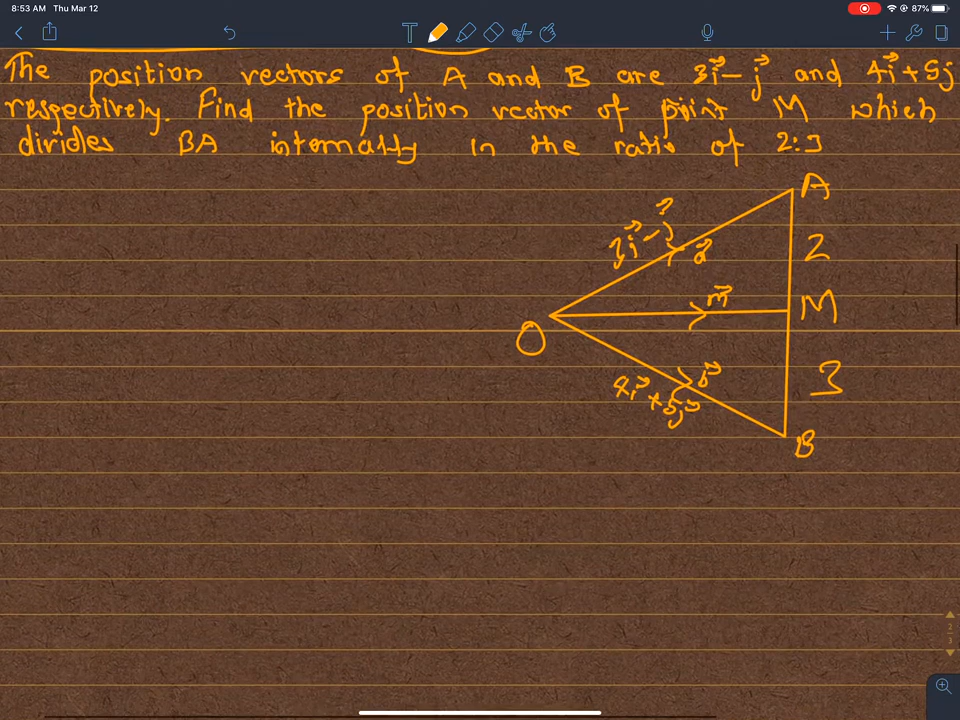 8:53 AM Thu Mar 12
87%
The position vectors of A and B are 3i⃗ - j⃗ and 4i⃗ + 5j
respectively. Find the position vector of point M which
divides BA internally in the ratio of 2:3
A
3i⃗ - j⃗
a⃗
2
m⃗
M
O
b⃗
4i⃗ + 5j⃗
3
B